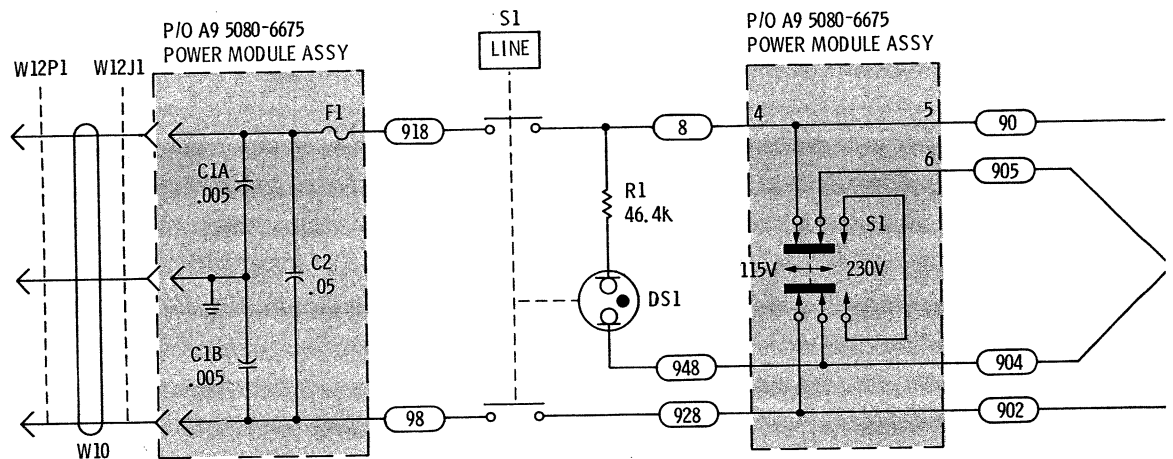 P/O A9 5080-6675
POWER MODULE ASSY
S1
LINE
P/O A9 5080-6675
POWER MODULE ASSY
W12P1
W12J1
F1
918
8
4
5
90
C1A
.005
R1
46.4k
6
905
S1
C2
.05
115V
230V
DS1
C1B
.005
948
904
98
928
902
W10